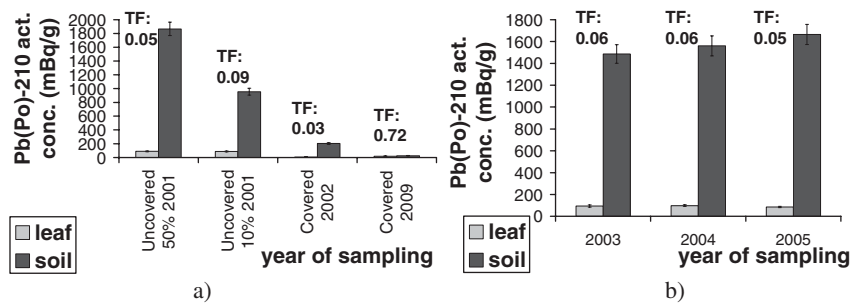 Pb(Po)-210 act.
conc. (mBq/g)
2000
1800
1600
1400
1200
1000
800
600
400
200
0
TF:
0.05
TF:
0.09
TF:
0.03
TF:
0.72
Uncovered
50% 2001
Uncovered
10% 2001
Covered
2002
Covered
2009
leaf
soil
year of sampling
a)
Pb(Po)-210 act.
conc. (mBq/g)
1800
1600
1400
1200
1000
800
600
400
200
0
TF:
0.06
TF:
0.06
TF:
0.05
2003
2004
2005
leaf
soil
year of sampling
b)